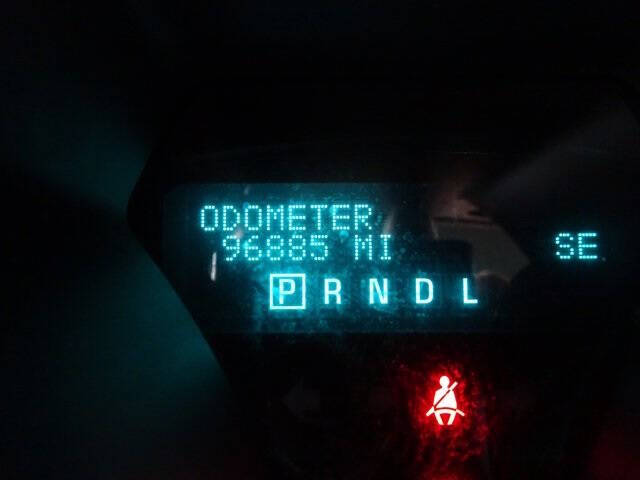 ODOMETER
96885 MI
SE
P R N D L